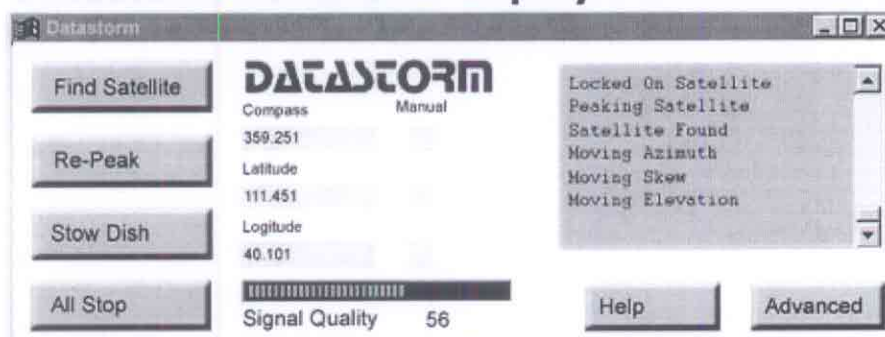 Datastorm
Find Satellite
Re-Peak
Stow Dish
All Stop
DATASTORM
Compass Manual
359.251
Latitude
111.451
Logitude
40.101
Signal Quality 56
Locked On Satellite
Peaking Satellite
Satellite Found
Moving Azimuth
Moving Skew
Moving Elevation
Help
Advanced